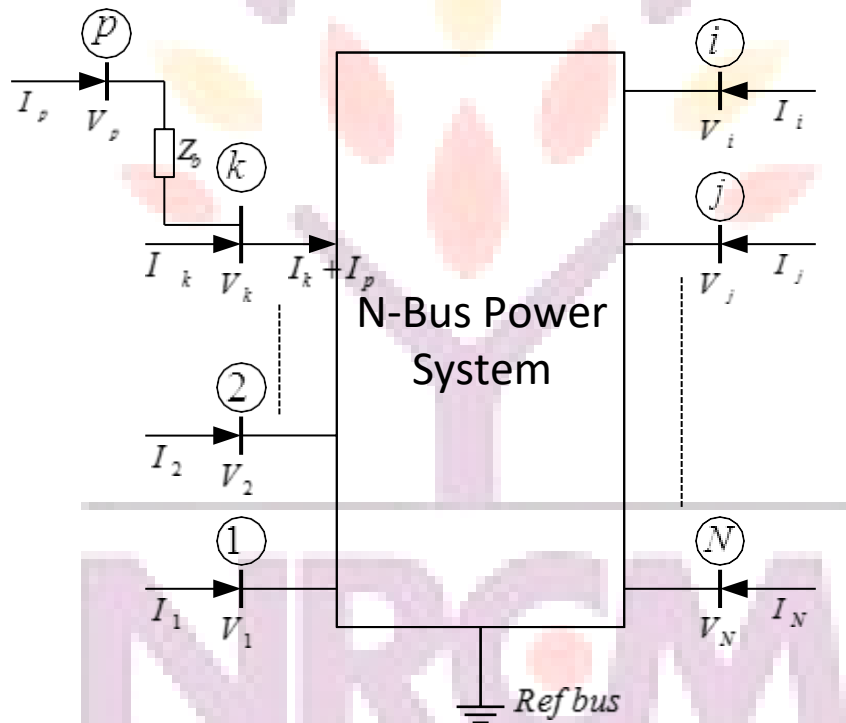 p
I_p
V_p
Z_b
k
I_k
V_k
I_k + I_p
2
I_2
V_2
1
I_1
V_1
N-Bus Power
System
i
V_i
I_i
j
V_j
I_j
N
V_N
I_N
Ref bus
NRCM